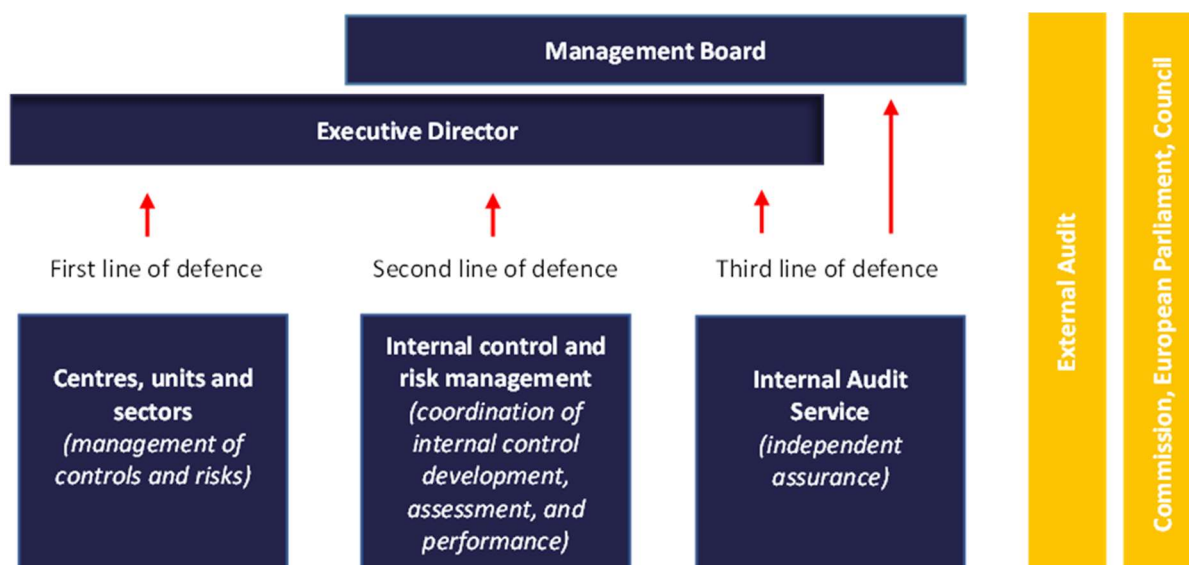 Management Board
Executive Director
First line of defence
Second line of defence
Third line of defence
Centres, units and
sectors
(management of
controls and risks)
Internal control and
risk management
(coordination of
internal control
development,
assessment, and
performance)
Internal Audit
Service
(independent
assurance)
External Audit
Commission, European Parliament, Council